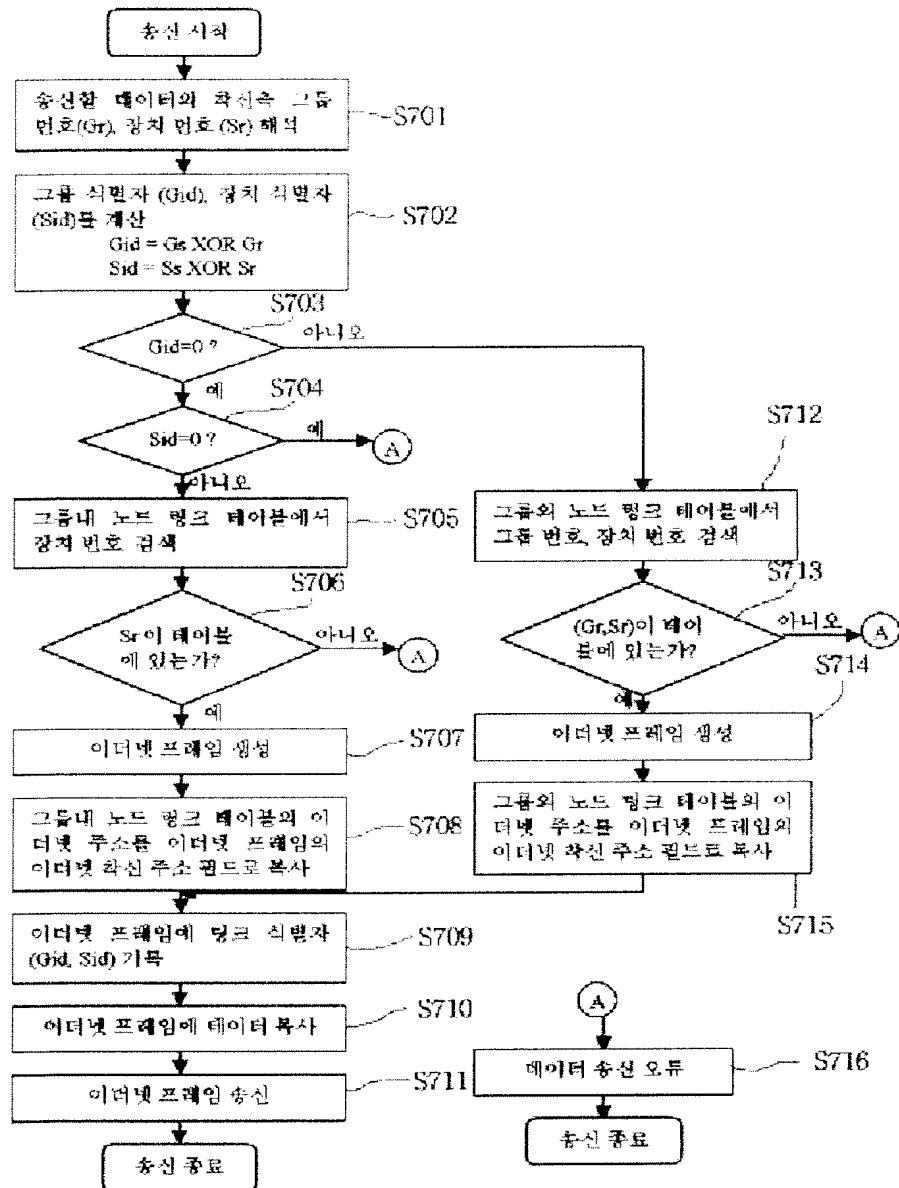 송신 시작
송신할 데이터의 착신측 그룹
번호(Gr), 장치 번호 (Sr) 해석
S701
그룹 식별자 (Gid), 장치 식별자
(Sid)를 계산
Gid = Gs XOR Gr
Sid = Ss XOR Sr
S702
S703
Gid=0 ?
아니오
예
S704
Sid=0 ?
예
A
아니오
그룹내 노드 링크 테이블에서
장치 번호 검색
S705
S706
Sr 이 테이블
에 있는가?
아니오
A
예
이더넷 프레임 생성
S707
그룹내 노드 링크 테이블의 이
더넷 주소를 이더넷 프레임의
이더넷 착신 주소 필드로 복사
S708
S712
그룹외 노드 링크 테이블에서
그룹 번호, 장치 번호 검색
S713
(Gr,Sr)이 테이
블에 있는가?
아니오
A
S714
예
이더넷 프레임 생성
그룹외 노드 링크 테이블의 이
더넷 주소를 이더넷 프레임의
이더넷 착신 주소 필드로 복사
S715
이더넷 프레임에 링크 식별자
(Gid, Sid) 기록
S709
이더넷 프레임에 데이터 복사
S710
이더넷 프레임 송신
S711
송신 종료
A
데이터 송신 오류
S716
송신 종료